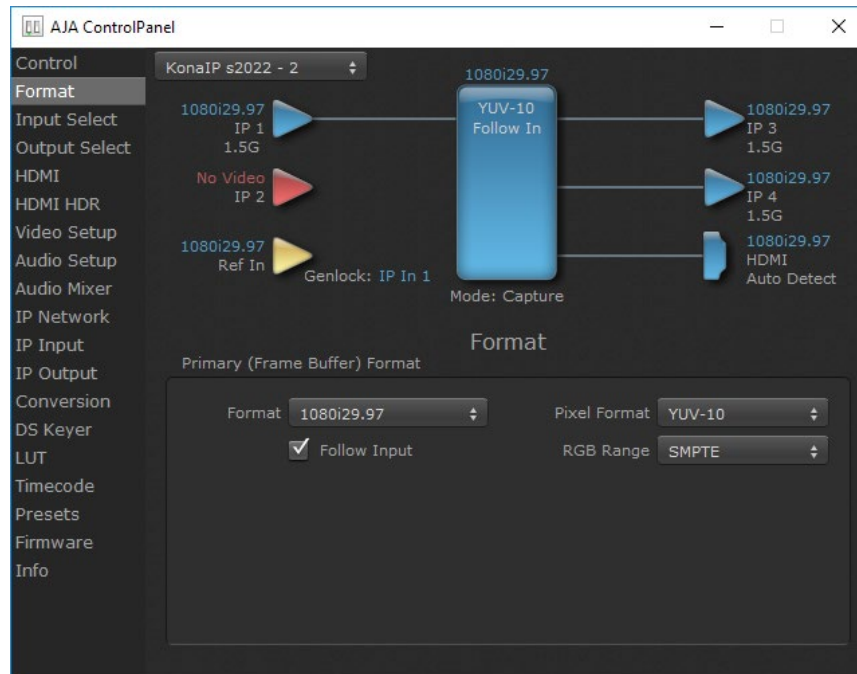 AJA ControlPanel
Control
Format
Input Select
Output Select
HDMI
HDMI HDR
Video Setup
Audio Setup
Audio Mixer
IP Network
IP Input
IP Output
Conversion
DS Keyer
LUT
Timecode
Presets
Firmware
Info
KonaIP s2022 - 2
1080i29.97
IP 1
1.5G
No Video
IP 2
1080i29.97
Ref In
Genlock: IP In 1
1080i29.97
YUV-10
Follow In
Mode: Capture
1080i29.97
IP 3
1.5G
1080i29.97
IP 4
1.5G
1080i29.97
HDMI
Auto Detect
Format
Primary (Frame Buffer) Format
Format 1080i29.97
Follow Input
Pixel Format YUV-10
RGB Range SMPTE